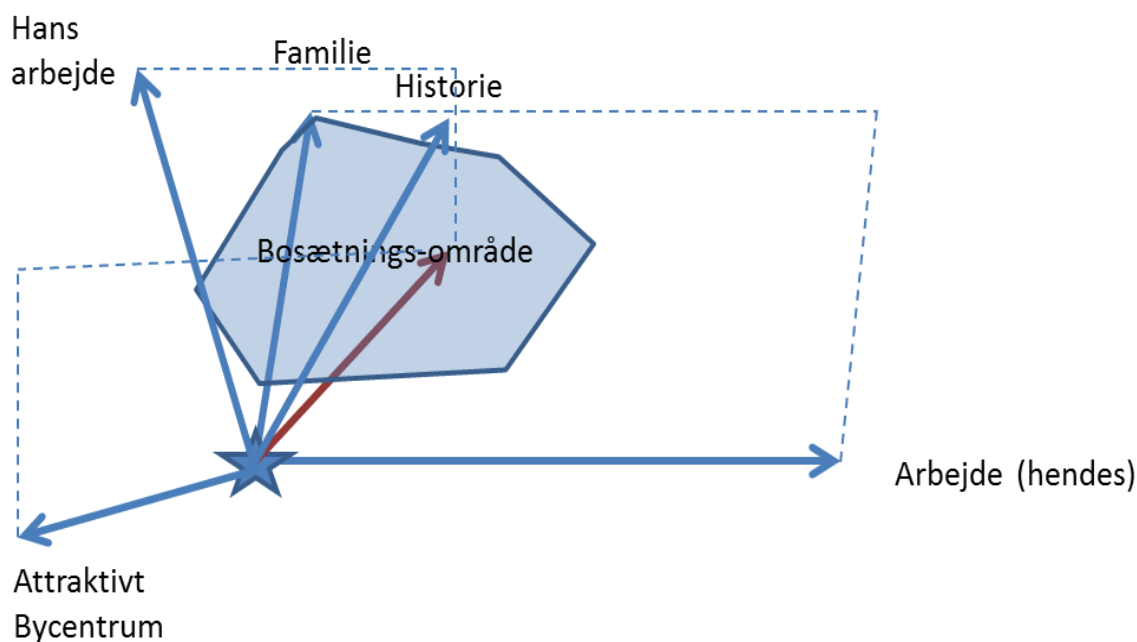 Hans
arbejde
Familie
Historie
Bosætnings-område
Arbejde (hendes)
Attraktivt
Bycentrum